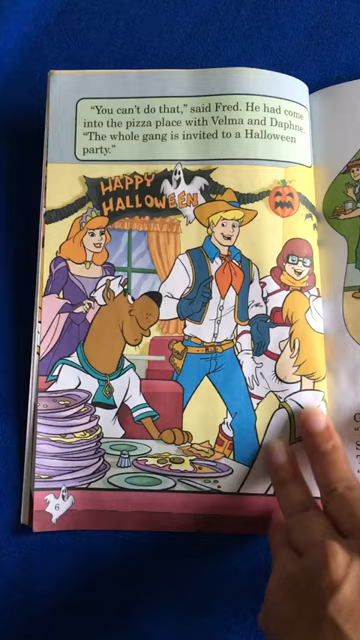 "You can't do that," said Fred. He had come
into the pizza place with Velma and Daphne.
"The whole gang is invited to a Halloween
party."
HAPPY
HALLOWEEN
6